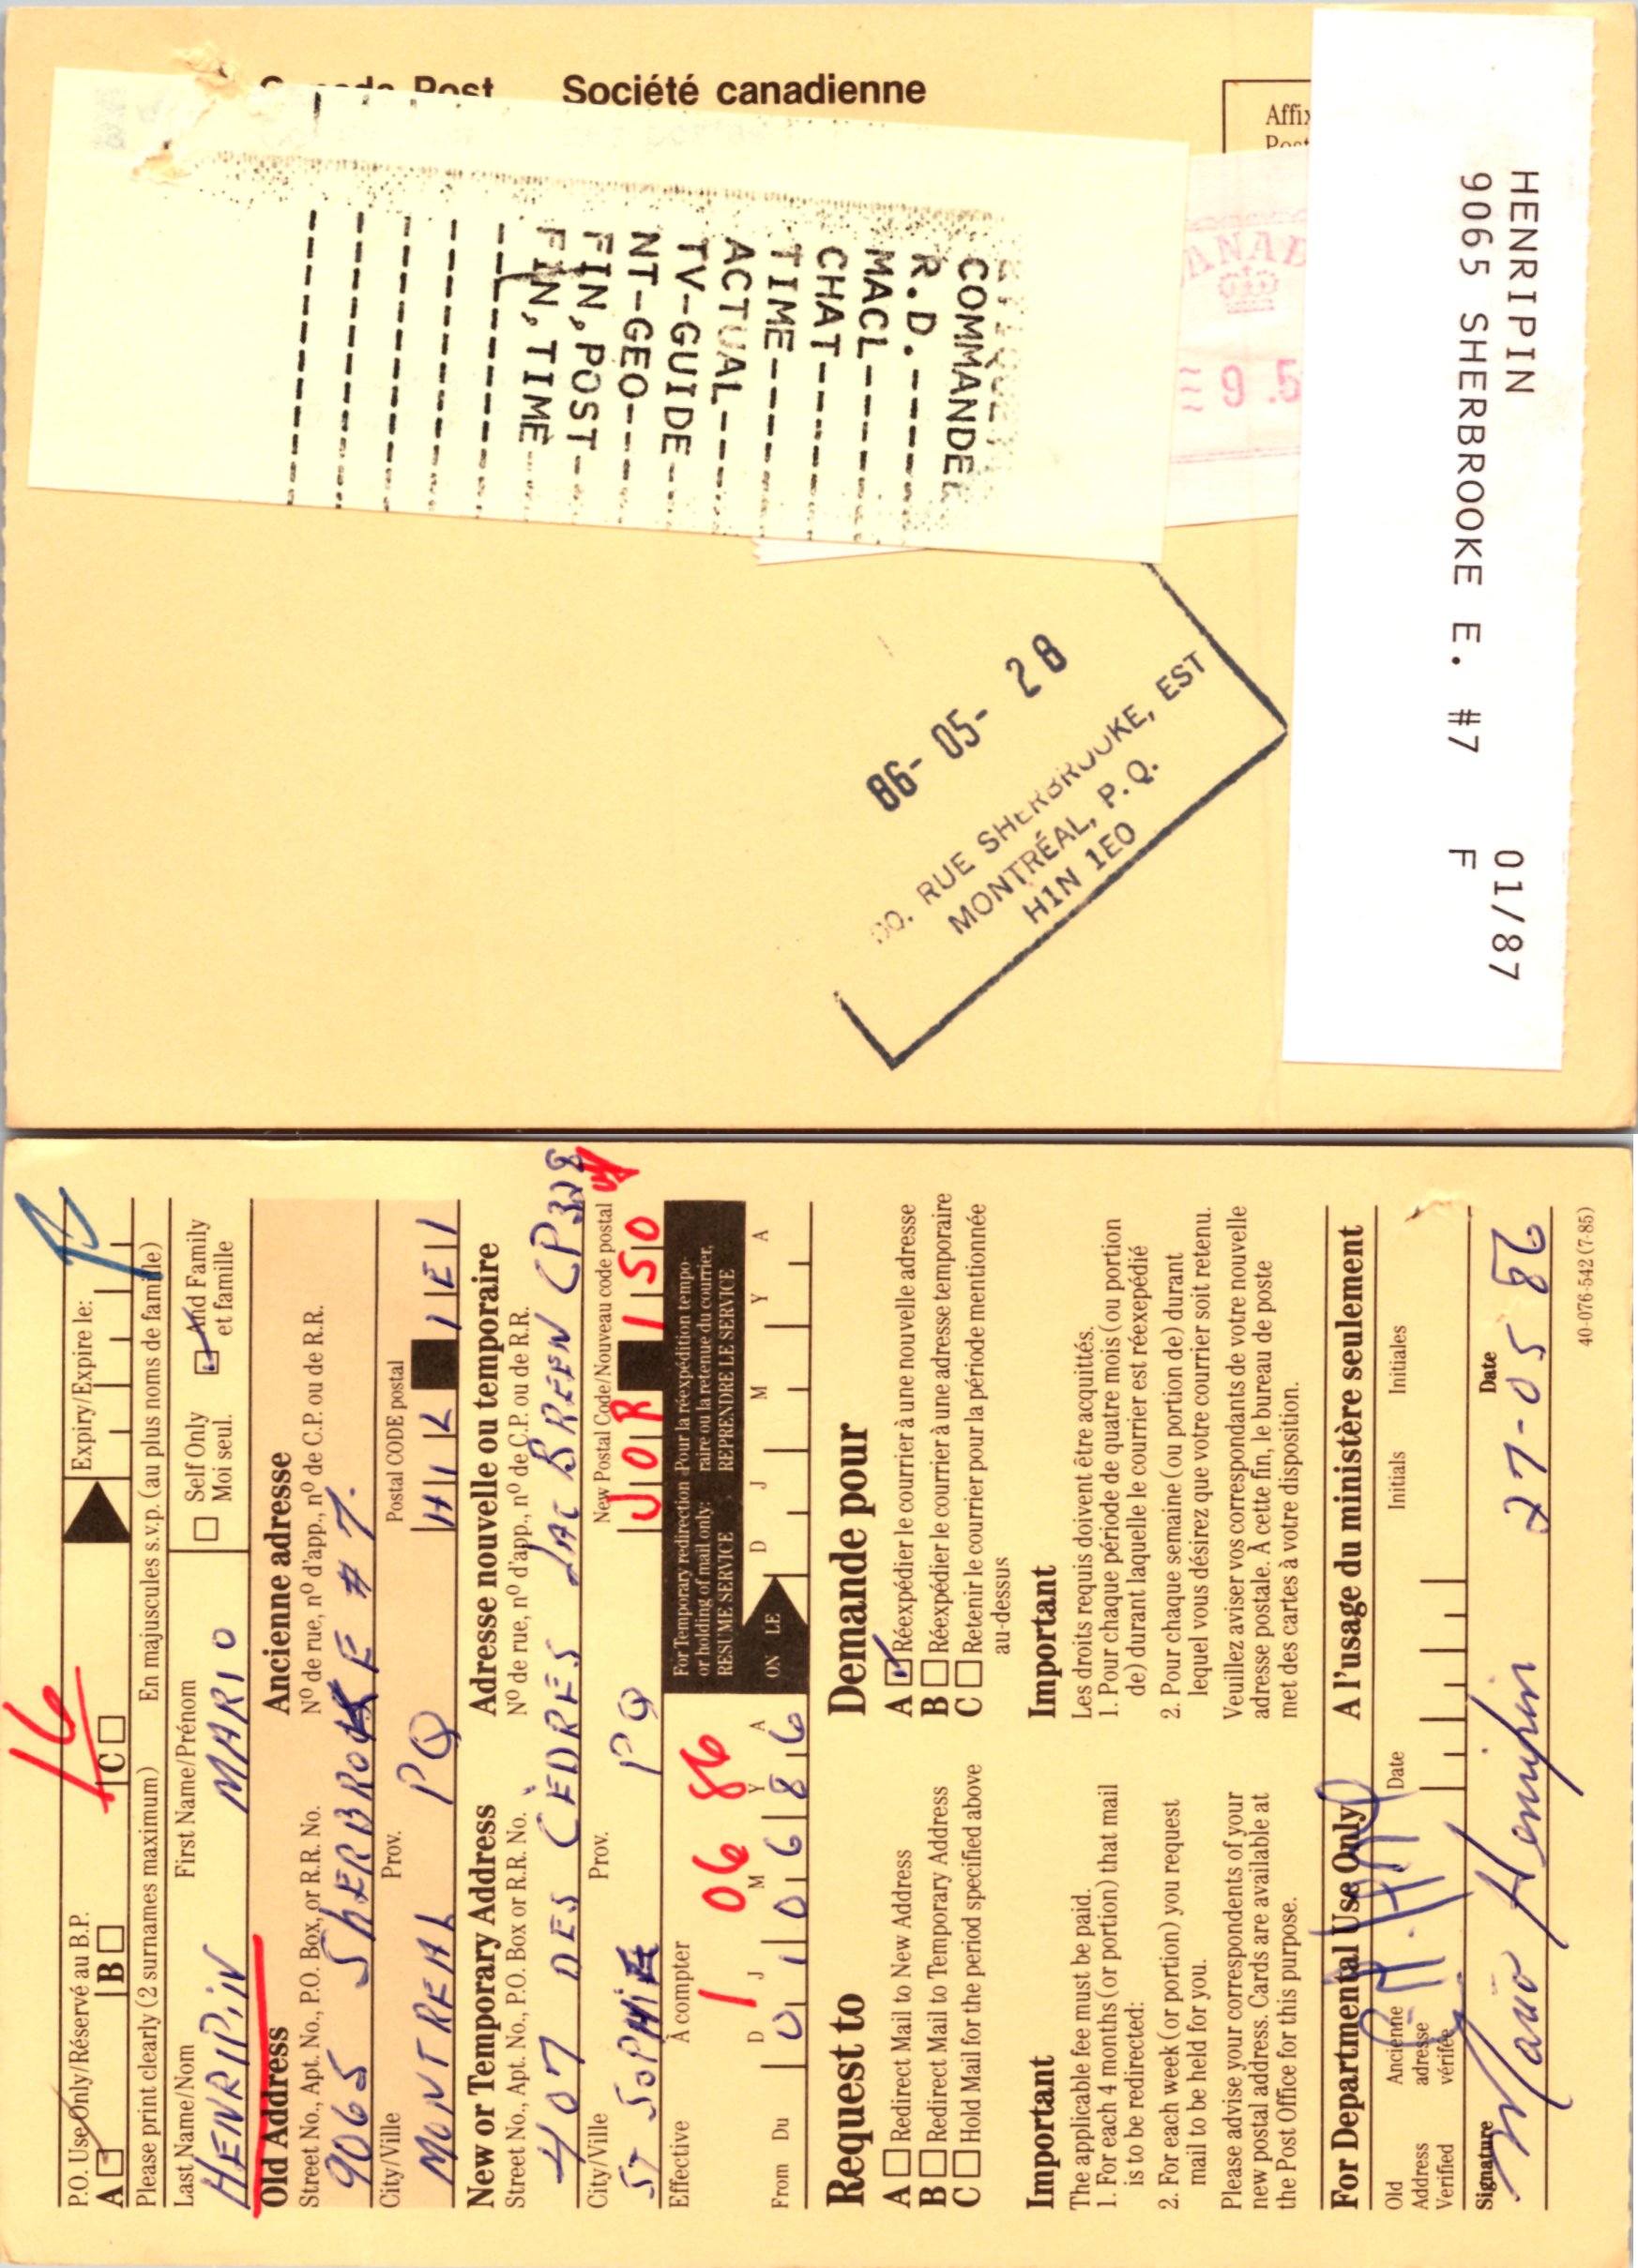 Société canadienne
Affix
HENRIPIN 01/87
9065 SHERBROOKE E. #7 F
COMMANDE
R.D.
MACL
CHAT
TIME
ACTUAL
TV-GUIDE
NT-GEO
FIN,POST
FIN,TIME
CANADA
9.5
86-05-28
RUE SHERBROOKE, EST
MONTRÉAL, P.Q.
H1N 1E0
16
P.O. Use Only/Réservé au B.P.
A B C
Expiry/Expire le:
Please print clearly (2 surnames maximum) En majuscules s.v.p. (au plus noms de famille)
Last Name/Nom First Name/Prénom
HENRIPIN MARIO
Self Only
Moi seul.
And Family
et famille
Old Address Ancienne adresse
Street No., Apt. No., P.O. Box, or R.R. No. Nº de rue, nº d'app., nº de C.P. ou de R.R.
9065 SHERBROKE # 7.
City/Ville Prov. Postal CODE postal
MONTREAL PQ H1L 1E1
New or Temporary Address Adresse nouvelle ou temporaire
Street No., Apt. No., P.O. Box or R.R. No. Nº de rue, nº d'app., nº de C.P. ou de R.R.
407 DES CÈDRES LAC BREEN CP328
City/Ville Prov. New Postal Code/Nouveau code postal
ST SOPHIE PQ J0R 1S0
Effective À compter
1 06 86
For Temporary redirection
or holding of mail only:
RESUME SERVICE
Pour la réexpédition tempo-
raire ou la retenue du courrier,
REPRENDRE LE SERVICE
From Du
D J M Y A
01 06 86
ON LE
D J M Y A
Request to
A Redirect Mail to New Address
B Redirect Mail to Temporary Address
C Hold Mail for the period specified above
Demande pour
A Réexpédier le courrier à une nouvelle adresse
B Réexpédier le courrier à une adresse temporaire
C Retenir le courrier pour la période mentionnée
au-dessus
Important
The applicable fee must be paid.
1. For each 4 months (or portion) that mail
is to be redirected:
2. For each week (or portion) you request
mail to be held for you.
Please advise your correspondents of your
new postal address. Cards are available at
the Post Office for this purpose.
Important
Les droits requis doivent être acquittés.
1. Pour chaque période de quatre mois (ou portion
de) durant laquelle le courrier est réexepédié
2. Pour chaque semaine (ou portion de) durant
lequel vous désirez que votre courrier soit retenu.
Veuillez aviser vos correspondants de votre nouvelle
adresse postale. À cette fin, le bureau de poste
met des cartes à votre disposition.
For Departmental Use Only A l'usage du ministère seulement
Old
Address
Verified
Ancienne
adresse
vérifée
Date Initials Initiales
Signature Date
Mario Henripin 27-05 86
40-076-542 (7-85)